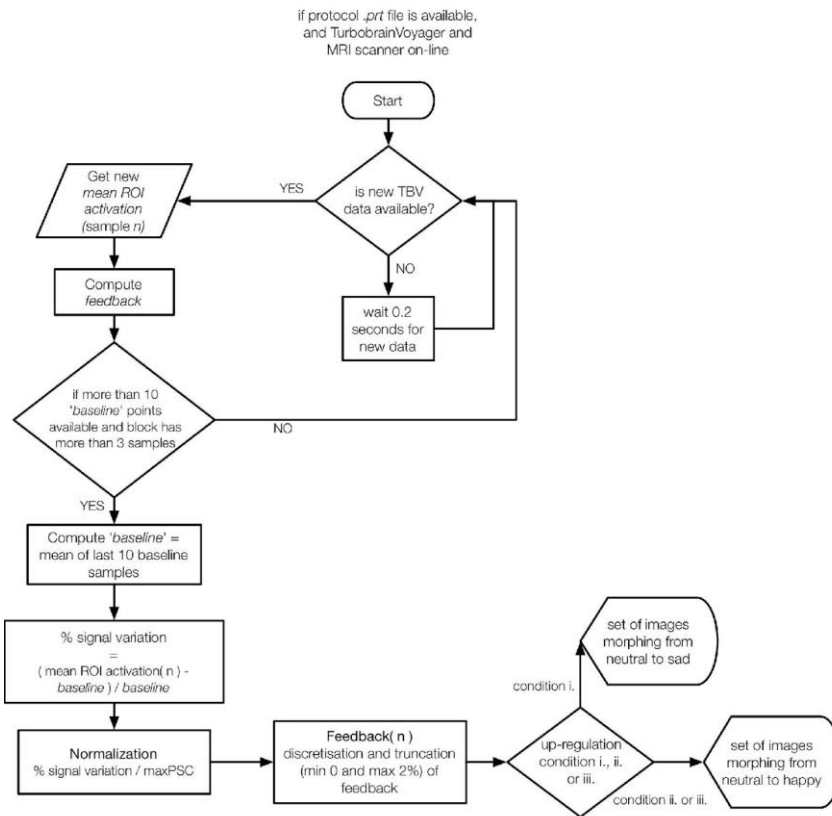 if protocol .prt file is available,
and TurbobrainVoyager and
MRI scanner on-line
Start
is new TBV
data available?
YES
NO
wait 0.2
seconds for
new data
Get new
mean ROI
activation
(sample n)
Compute
feedback
if more than 10
'baseline' points
available and block has
more than 3 samples
NO
YES
Compute 'baseline' =
mean of last 10 baseline
samples
% signal variation
=
( mean ROI activation( n ) -
baseline ) / baseline
Normalization
% signal variation / maxPSC
Feedback( n )
discretisation and truncation
(min 0 and max 2%) of
feedback
up-regulation
condition i., ii.
or iii.
condition i.
set of images
morphing from
neutral to sad
condition ii. or iii.
set of images
morphing from
neutral to happy